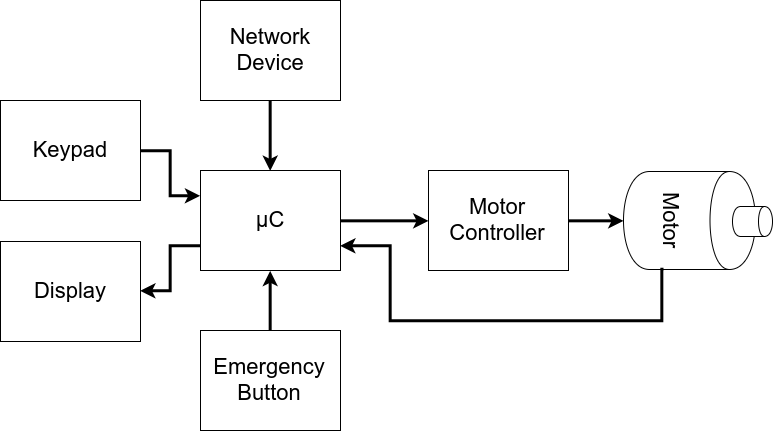 Network
Device
Keypad
µC
Motor
Controller
Motor
Display
Emergency
Button